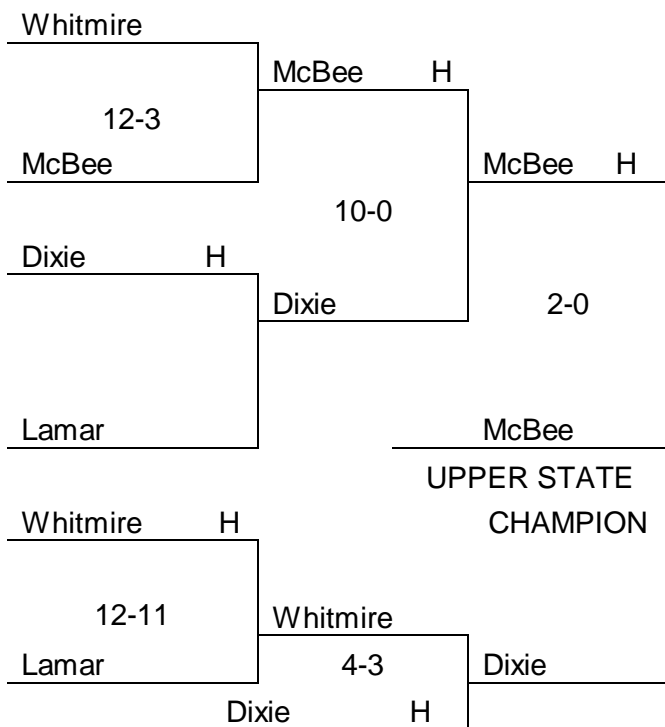 Whitmire
McBee H
12-3
McBee
McBee H
10-0
Dixie H
Dixie
2-0
Lamar
McBee
UPPER STATE
CHAMPION
Whitmire H
12-11
Whitmire
Lamar
4-3
Dixie
Dixie H